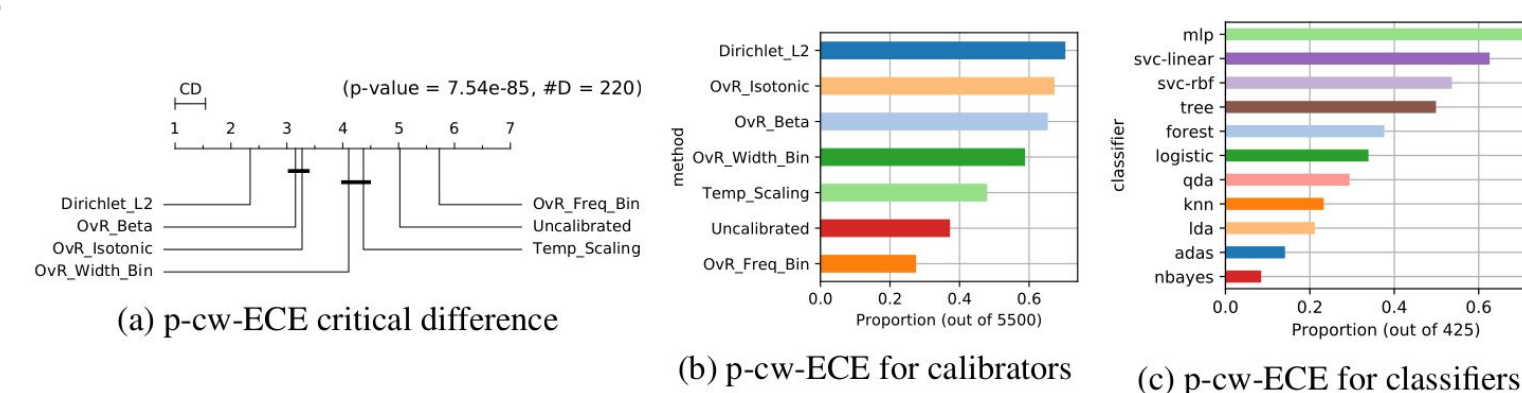 CD
(p-value = 7.54e-85, #D = 220)
1 2 3 4 5 6 7
Dirichlet_L2
OvR_Beta
OvR_Isotonic
OvR_Width_Bin
OvR_Freq_Bin
Uncalibrated
Temp_Scaling
(a) p-cw-ECE critical difference
method
Dirichlet_L2
OvR_Isotonic
OvR_Beta
OvR_Width_Bin
Temp_Scaling
Uncalibrated
OvR_Freq_Bin
0.0 0.2 0.4 0.6
Proportion (out of 5500)
(b) p-cw-ECE for calibrators
classifier
mlp
svc-linear
svc-rbf
tree
forest
logistic
qda
knn
lda
adas
nbayes
0.0 0.2 0.4 0.6
Proportion (out of 425)
(c) p-cw-ECE for classifiers